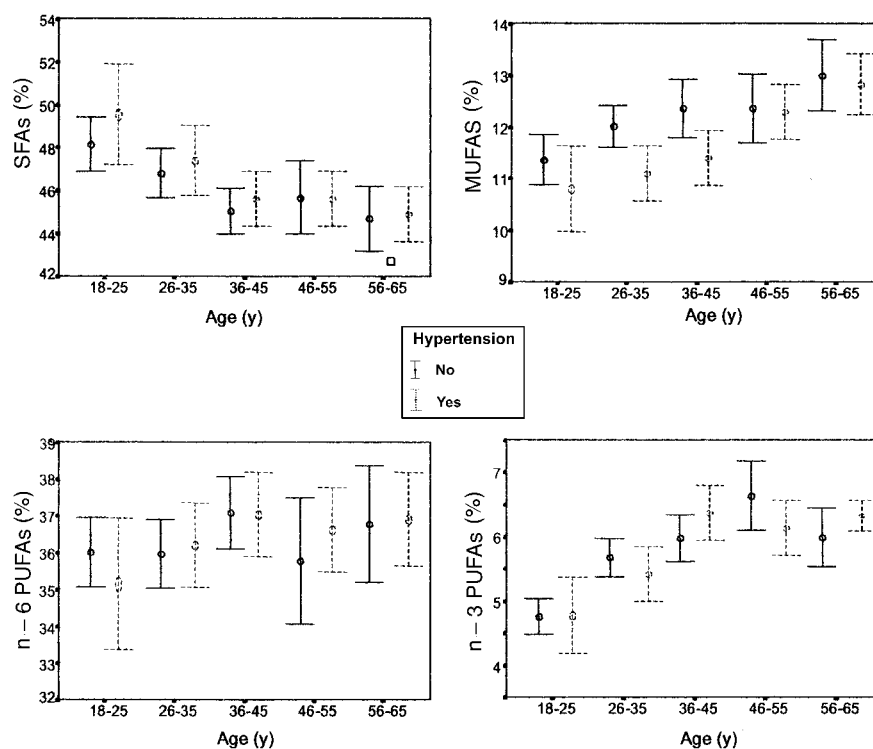 SFAs (%)
54
52
50
48
46
44
42
18-25 26-35 36-45 46-55 56-65
Age (y)
MUFAS (%)
14
13
12
11
10
9
18-25 26-35 36-45 46-55 56-65
Age (y)
Hypertension
No
Yes
n – 6 PUFAs (%)
39
38
37
36
35
34
33
32
18-25 26-35 36-45 46-55 56-65
Age (y)
n – 3 PUFAs (%)
7
6
5
4
18-25 26-35 36-45 46-55 56-65
Age (y)